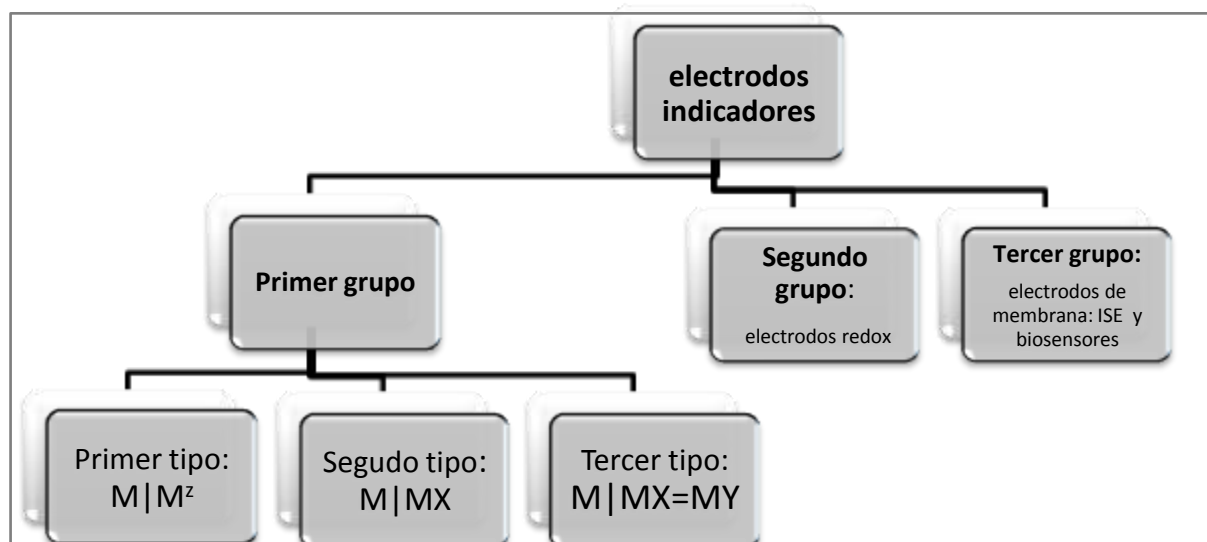 electrodos
indicadores
Primer grupo
Segundo
grupo:
electrodos redox
Tercer grupo:
electrodos de
membrana: ISE y
biosensores
Primer tipo:
M|Mᶻ
Segudo tipo:
M|MX
Tercer tipo:
M|MX=MY